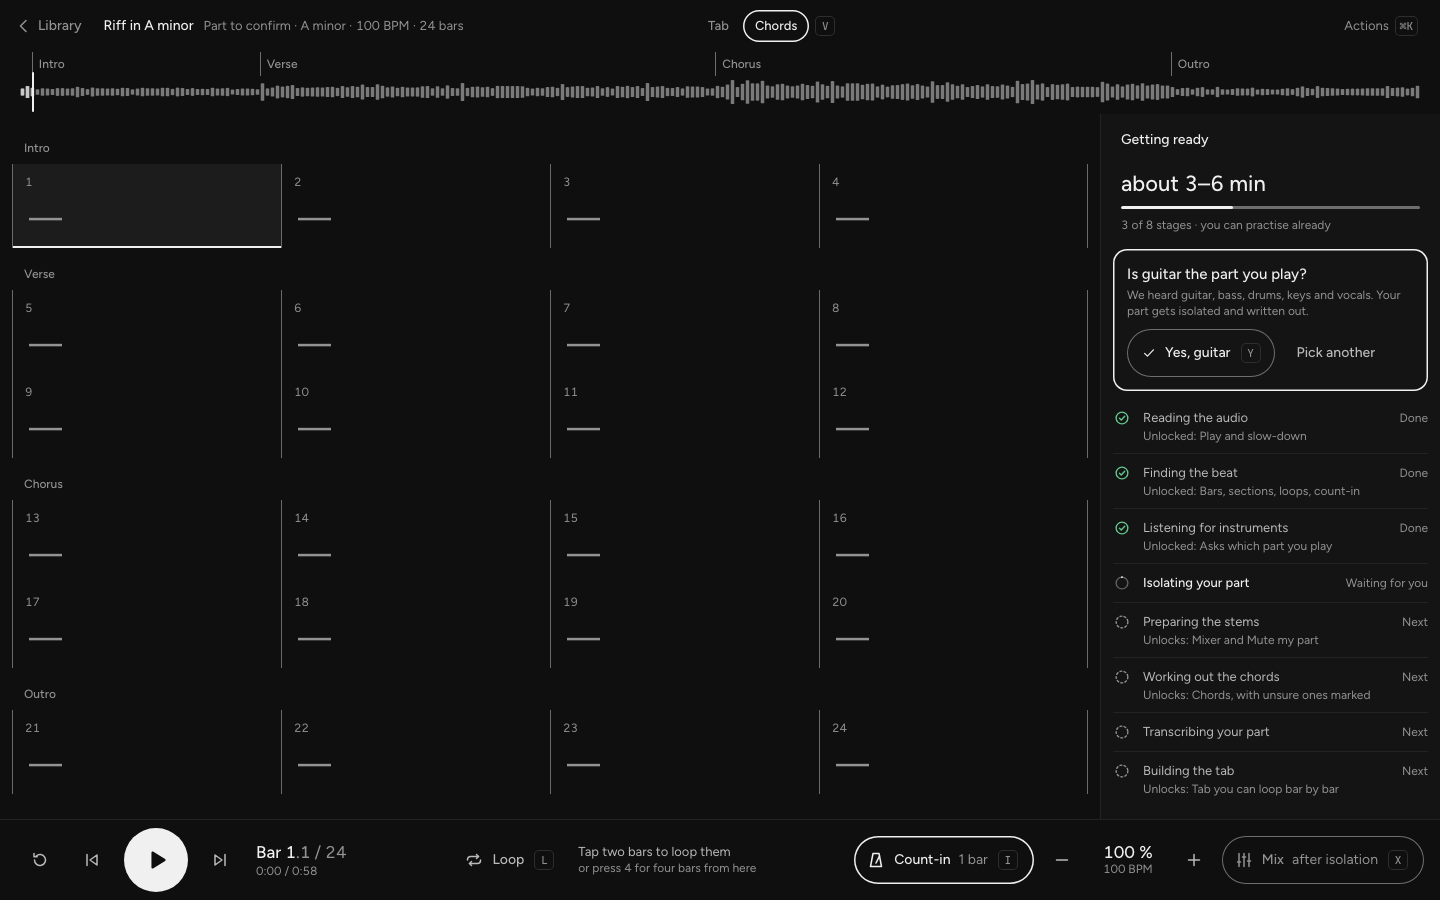 Library Riff in A minor Part to confirm · A minor · 100 BPM · 24 bars Tab Chords V Actions ⌘K
Intro Verse Chorus Outro
Getting ready
about 3–6 min
3 of 8 stages · you can practise already
Is guitar the part you play?
We heard guitar, bass, drums, keys and vocals. Your
part gets isolated and written out.
Yes, guitar Y Pick another
Reading the audio Done
Unlocked: Play and slow-down
Finding the beat Done
Unlocked: Bars, sections, loops, count-in
Listening for instruments Done
Unlocked: Asks which part you play
Isolating your part Waiting for you
Preparing the stems Next
Unlocks: Mixer and Mute my part
Working out the chords Next
Unlocks: Chords, with unsure ones marked
Transcribing your part Next
Building the tab Next
Unlocks: Tab you can loop bar by bar
Intro
1 2 3 4
Verse
5 6 7 8
9 10 11 12
Chorus
13 14 15 16
17 18 19 20
Outro
21 22 23 24
Bar 1.1 / 24
0:00 / 0:58
Loop L
Tap two bars to loop them
or press 4 for four bars from here
Count-in 1 bar I
100 %
100 BPM
Mix after isolation X